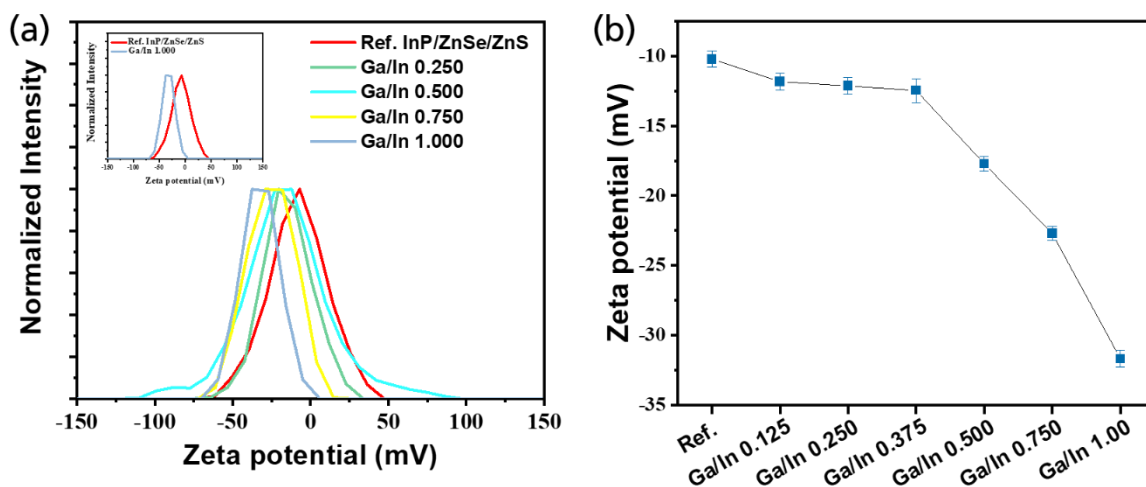 (a)
Ref. InP/ZnSe/ZnS
Ga/In 1.000
Normalized Intensity
-150 -100 -50 0 50 100 150
Zeta potential (mV)
Ref. InP/ZnSe/ZnS
Ga/In 0.250
Ga/In 0.500
Ga/In 0.750
Ga/In 1.000
Normalized Intensity
-150 -100 -50 0 50 100 150
Zeta potential (mV)
(b)
Zeta potential (mV)
-10
-15
-20
-25
-30
-35
Ref.
Ga/In 0.125
Ga/In 0.250
Ga/In 0.375
Ga/In 0.500
Ga/In 0.750
Ga/In 1.00